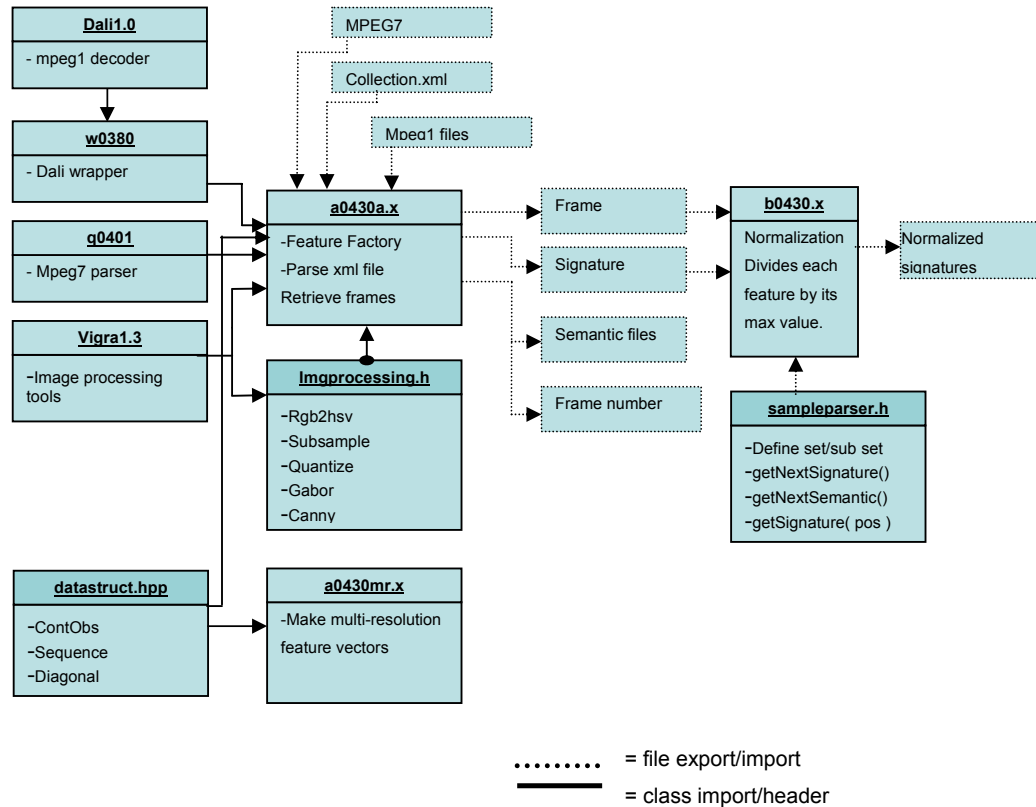 Dali1.0
- mpeg1 decoder
w0380
- Dali wrapper
q0401
- Mpeg7 parser
Vigra1.3
-Image processing
tools
MPEG7
Collection.xml
Mpeg1 files
a0430a.x
-Feature Factory
-Parse xml file
Retrieve frames
Imgprocessing.h
-Rgb2hsv
-Subsample
-Quantize
-Gabor
-Canny
Frame
Signature
Semantic files
Frame number
b0430.x
Normalization
Divides each
feature by its
max value.
Normalized
signatures
sampleparser.h
-Define set/sub set
-getNextSignature()
-getNextSemantic()
-getSignature( pos )
datastruct.hpp
-ContObs
-Sequence
-Diagonal
a0430mr.x
-Make multi-resolution
feature vectors
= file export/import
= class import/header